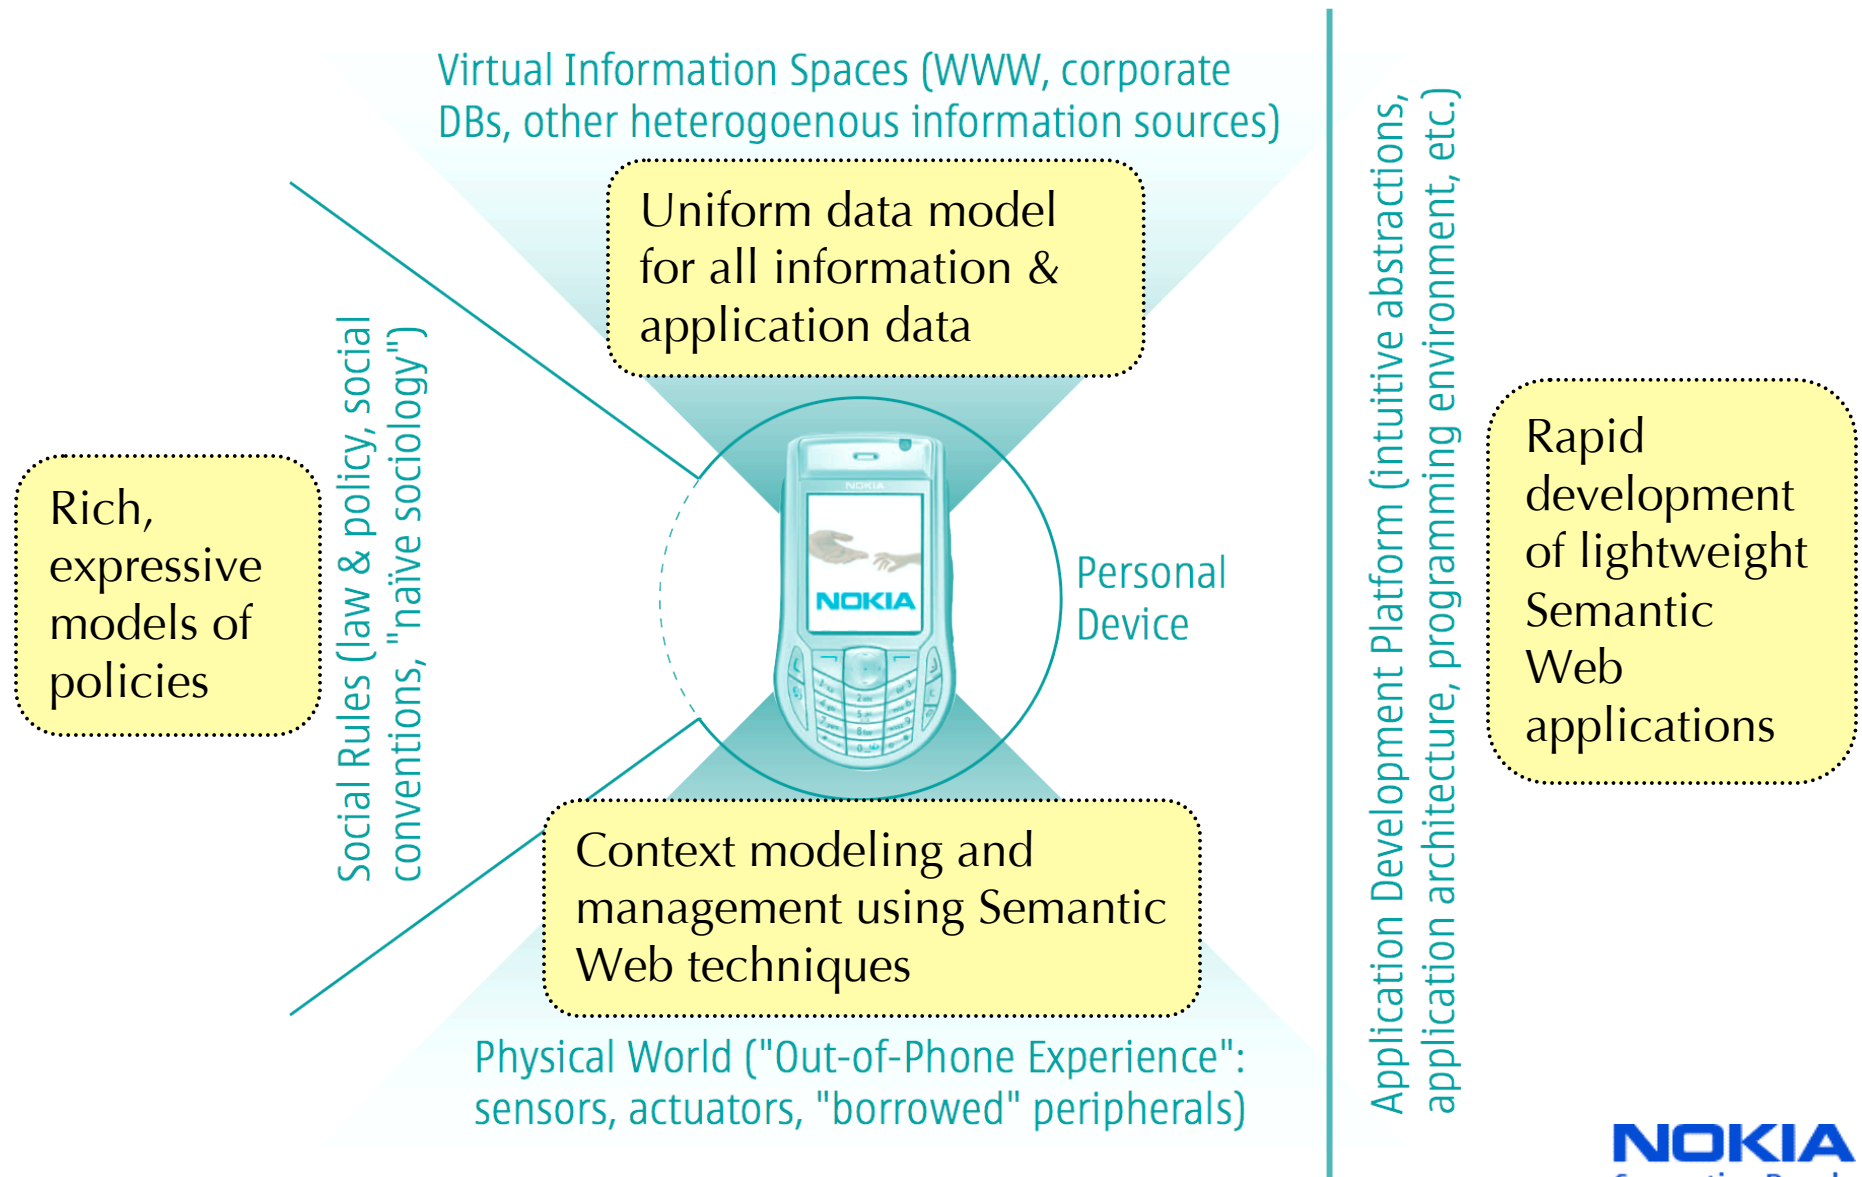 Virtual Information Spaces (WWW, corporate
DBs, other heterogoenous information sources)
Uniform data model
for all information &
application data
Rich,
expressive
models of
policies
Social Rules (law & policy, social
conventions, "naïve sociology")
NOKIA
NOKIA
Personal
Device
Context modeling and
management using Semantic
Web techniques
Physical World ("Out-of-Phone Experience":
sensors, actuators, "borrowed" peripherals)
Application Development Platform (intuitive abstractions,
application architecture, programming environment, etc.)
Rapid
development
of lightweight
Semantic
Web
applications
NOKIA